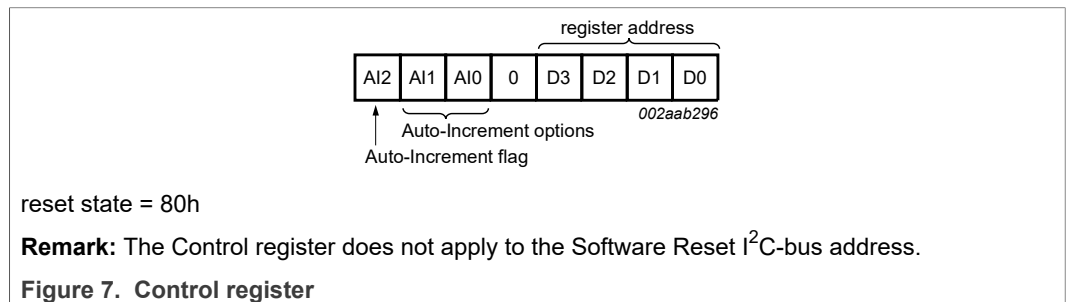 register address
AI2 AI1 AI0 0 D3 D2 D1 D0
002aab296
Auto-Increment options
Auto-Increment flag
reset state = 80h
Remark: The Control register does not apply to the Software Reset I²C-bus address.
Figure 7. Control register